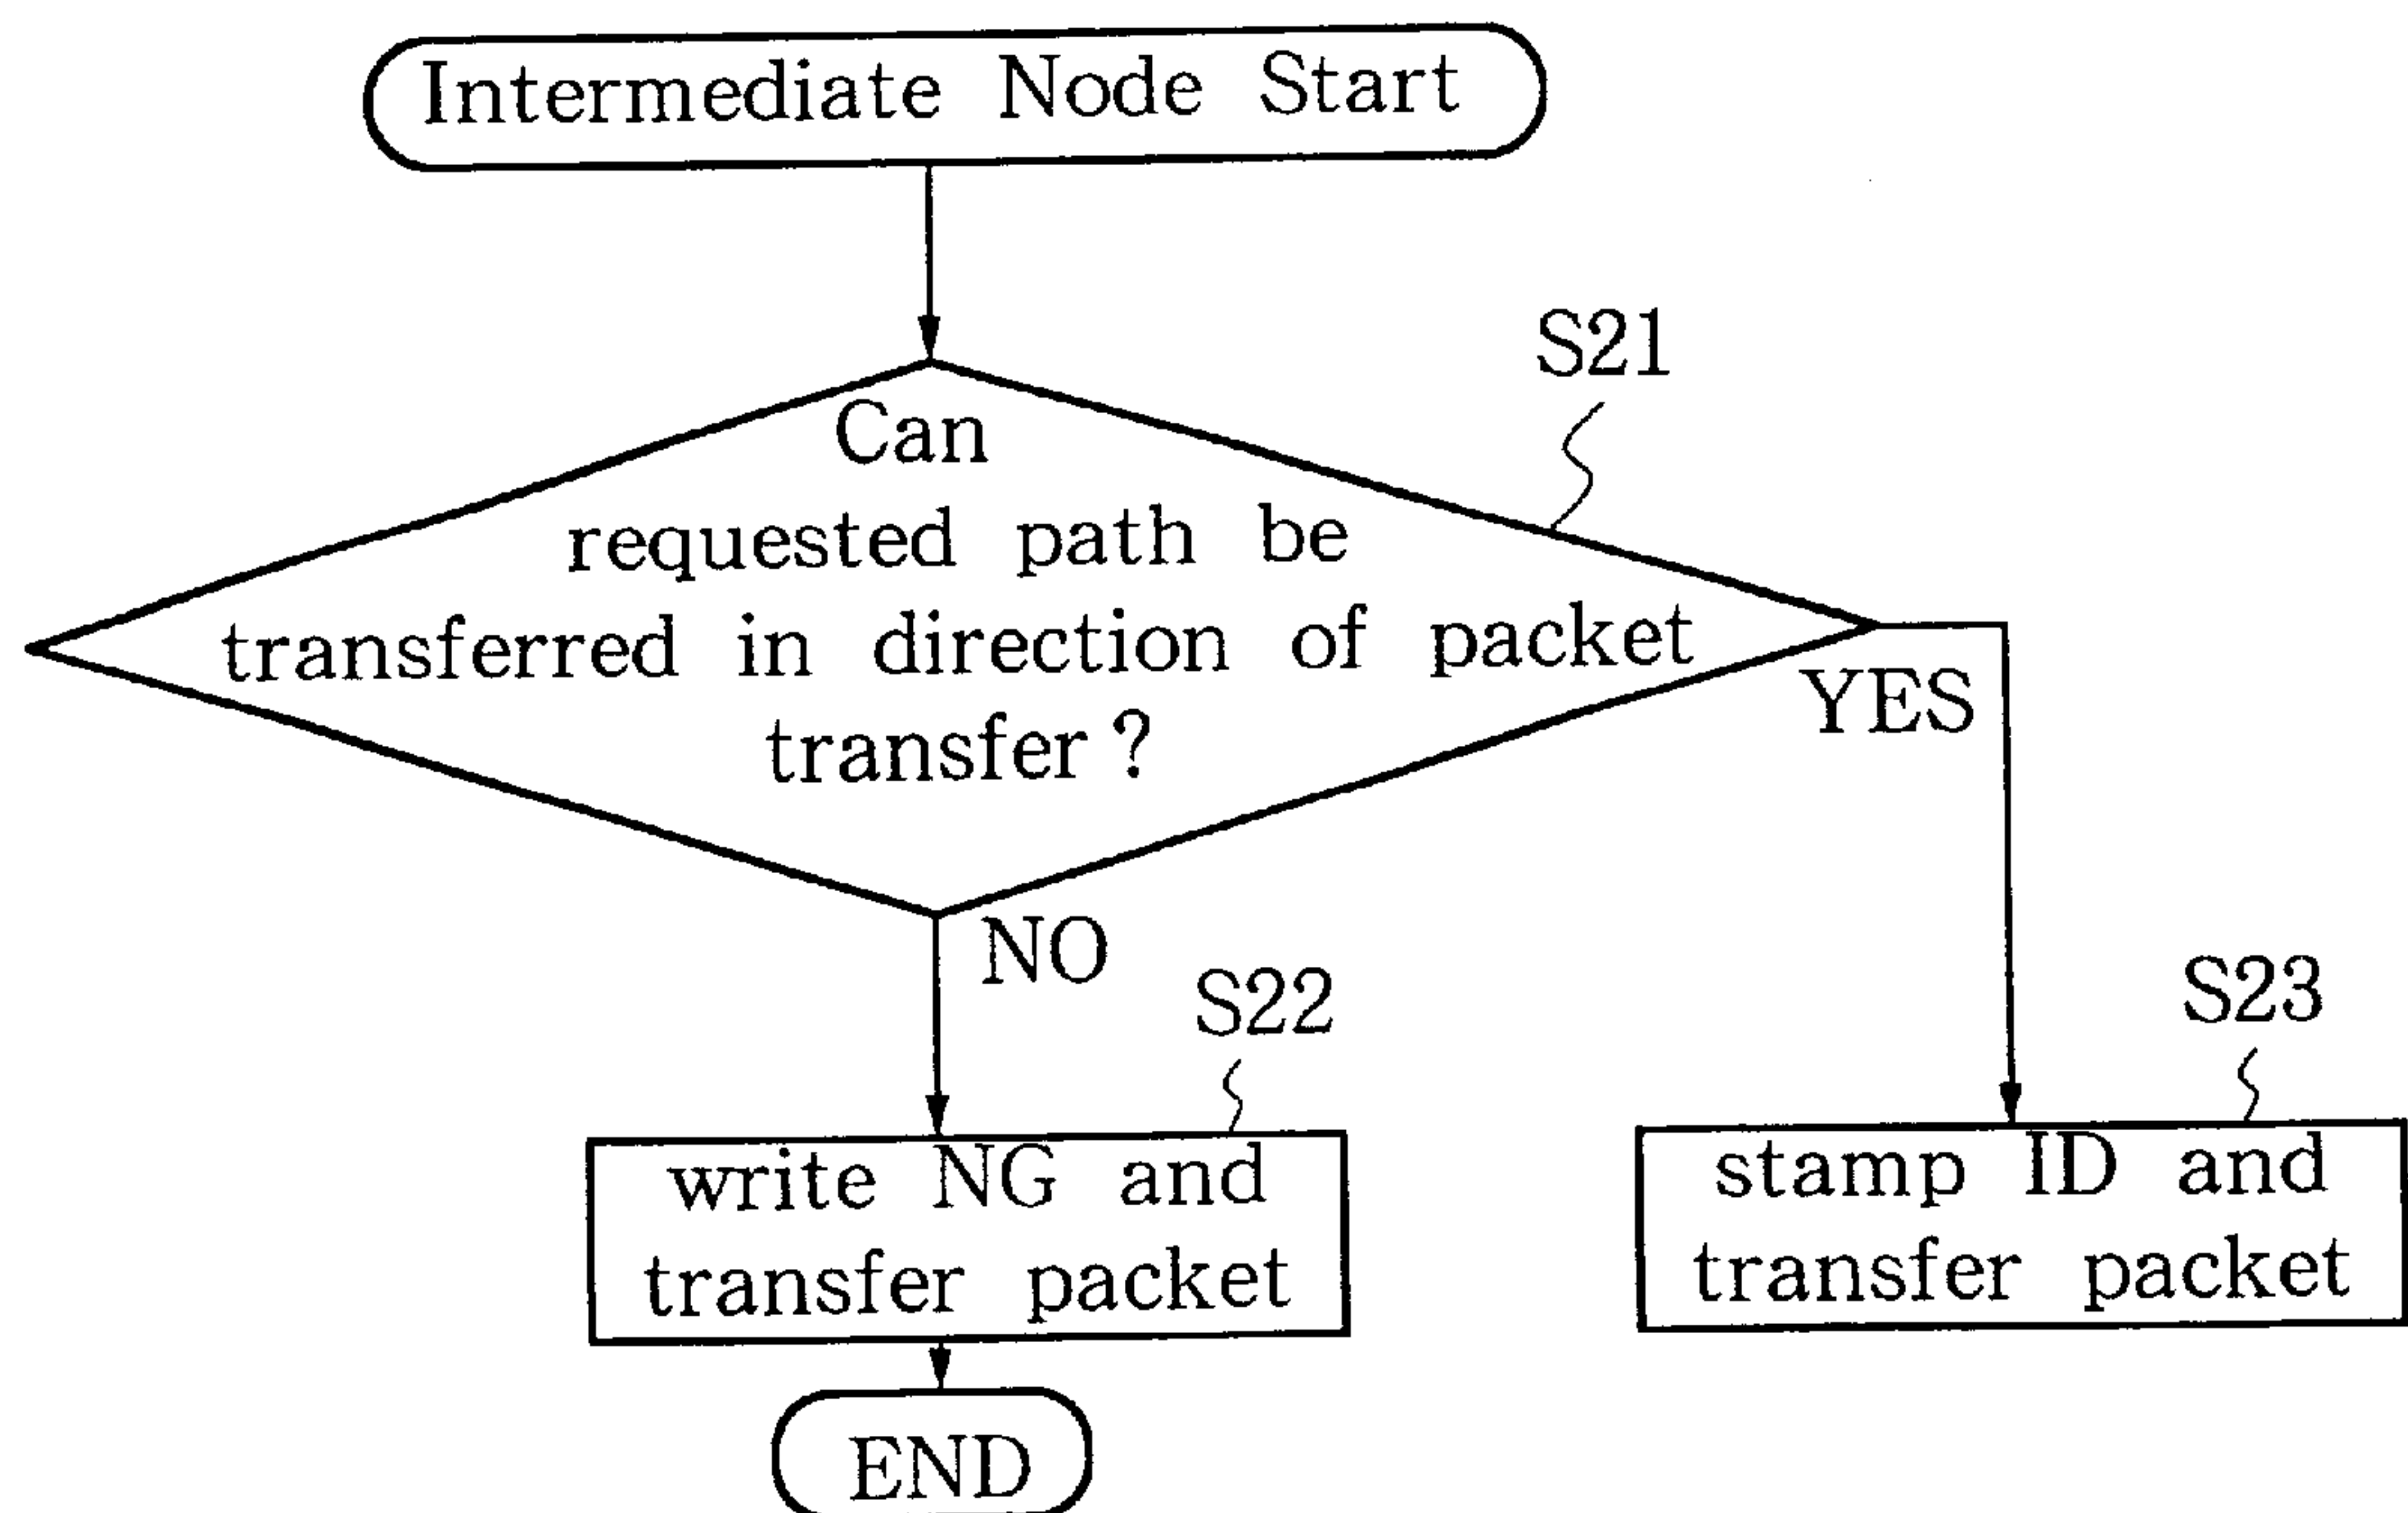 Intermediate Node Start
S21
Can
requested path be
transferred in direction of packet
transfer ?
YES
NO
S22
S23
write NG and
transfer packet
stamp ID and
transfer packet
END